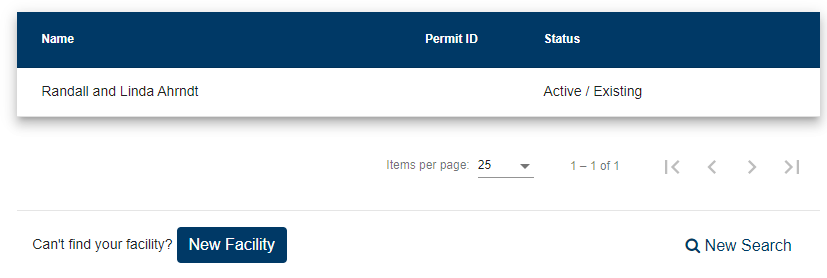 Name Permit ID Status
Randall and Linda Ahrndt Active / Existing
Items per page: 25 1 – 1 of 1
Can't find your facility? New Facility New Search